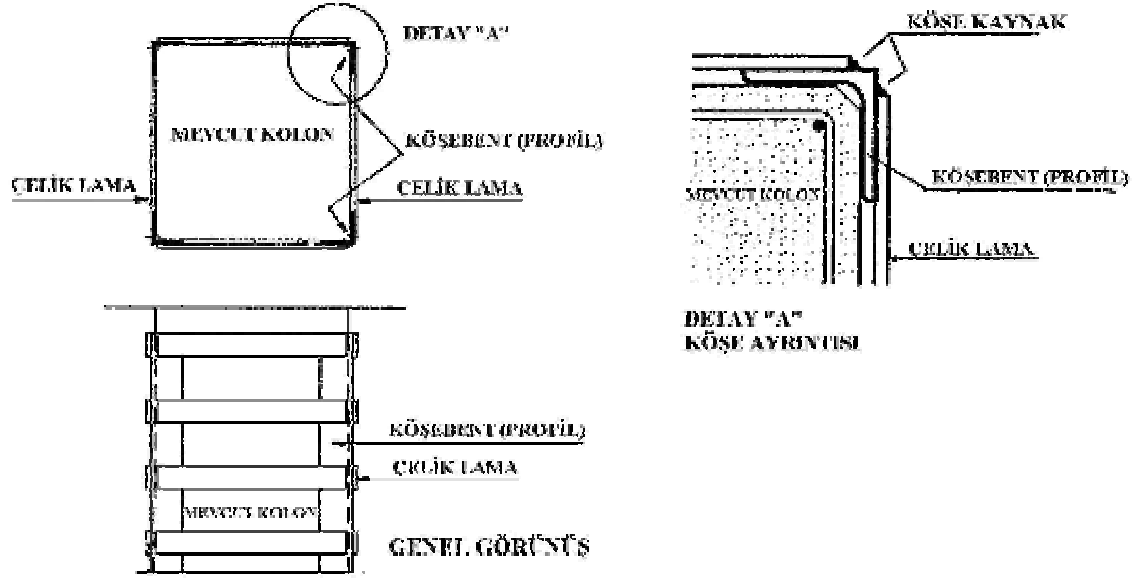 DETAY "A"
MEVCUT KOLON
KÖŞEBENT (PROFİL)
ÇELİK LAMA
ÇELİK LAMA
KÖŞE KAYNAK
MEVCUT KOLON
KÖŞEBENT (PROFİL)
ÇELİK LAMA
DETAY "A"
KÖŞE AYRINTISI
KÖŞEBENT (PROFİL)
ÇELİK LAMA
MEVCUT KOLON
GENEL GÖRÜNÜŞ